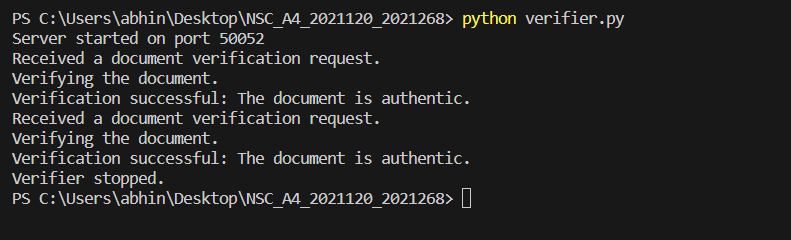 PS C:\Users\abhin\Desktop\NSC_A4_2021120_2021268> python verifier.py
Server started on port 50052
Received a document verification request.
Verifying the document.
Verification successful: The document is authentic.
Received a document verification request.
Verifying the document.
Verification successful: The document is authentic.
Verifier stopped.
PS C:\Users\abhin\Desktop\NSC_A4_2021120_2021268>